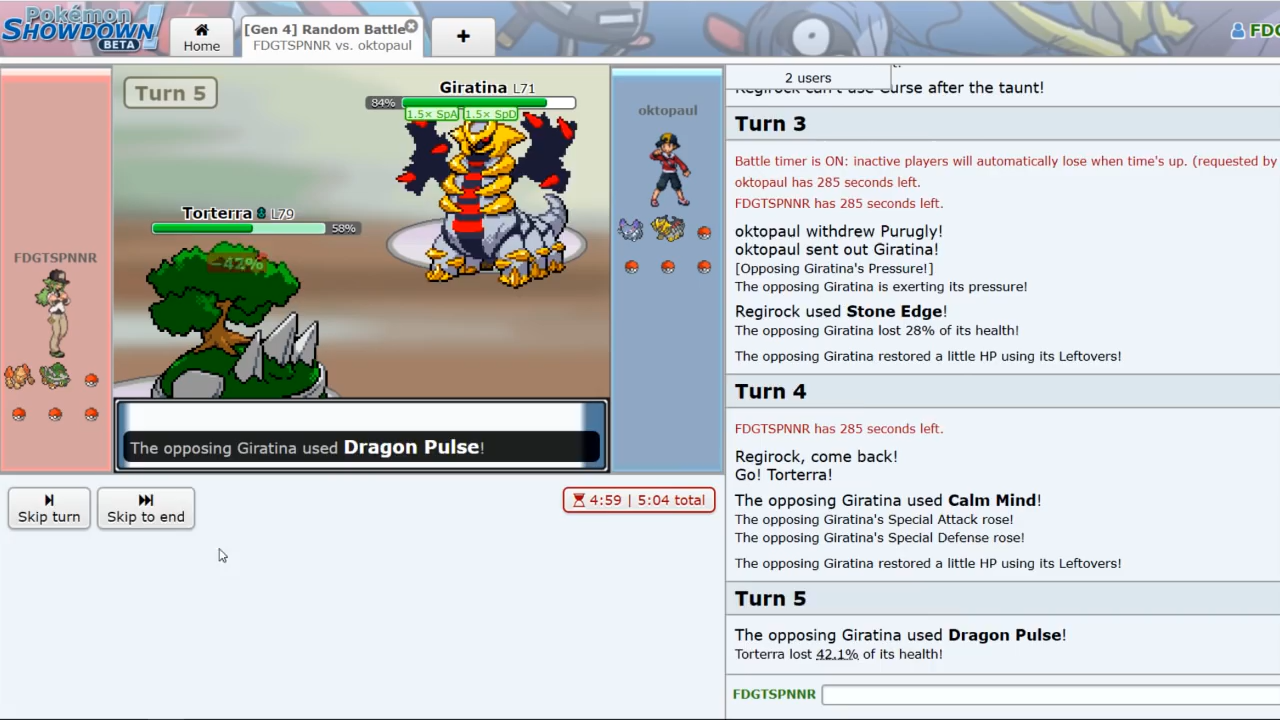 Pokémon
SHOWDOWN!
BETA
Home
[Gen 4] Random Battle
FDGTSPNNR vs. oktopaul
+
FDG
Turn 5
Giratina L71
84%
1.5× SpA 1.5× SpD
Torterra L79
58%
−42%
FDGTSPNNR
oktopaul
The opposing Giratina used Dragon Pulse!
Skip turn
Skip to end
4:59 | 5:04 total
2 users
Regirock can't use Curse after the taunt!
Turn 3
Battle timer is ON: inactive players will automatically lose when time's up. (requested by
oktopaul has 285 seconds left.
FDGTSPNNR has 285 seconds left.
oktopaul withdrew Purugly!
oktopaul sent out Giratina!
[Opposing Giratina's Pressure!]
The opposing Giratina is exerting its pressure!
Regirock used Stone Edge!
The opposing Giratina lost 28% of its health!
The opposing Giratina restored a little HP using its Leftovers!
Turn 4
FDGTSPNNR has 285 seconds left.
Regirock, come back!
Go! Torterra!
The opposing Giratina used Calm Mind!
The opposing Giratina's Special Attack rose!
The opposing Giratina's Special Defense rose!
The opposing Giratina restored a little HP using its Leftovers!
Turn 5
The opposing Giratina used Dragon Pulse!
Torterra lost 42.1% of its health!
FDGTSPNNR